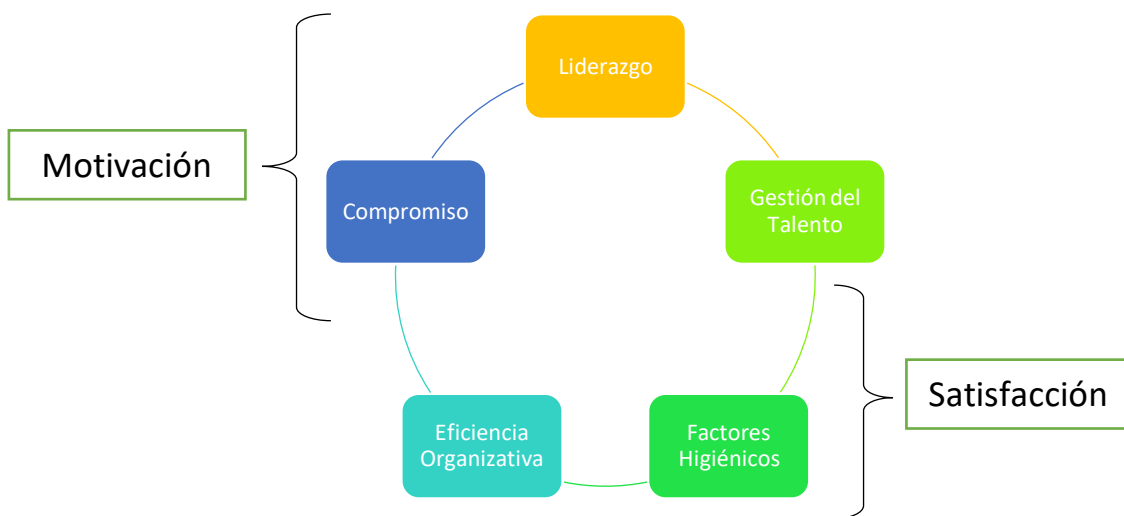 Liderazgo
Motivación
Compromiso
Gestión del
Talento
Satisfacción
Eficiencia
Organizativa
Factores
Higiénicos